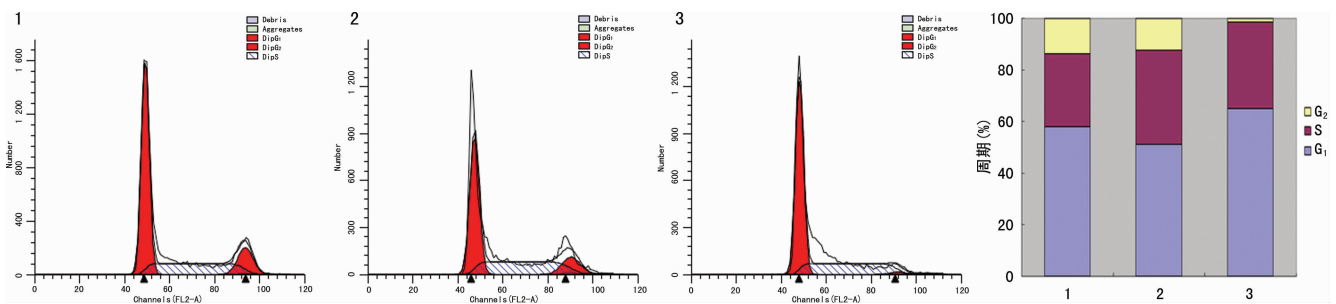 1
Debris
Aggregates
DipG₁
DipG₂
DipS
Number
1 600
1 200
800
400
0
0 20 40 60 80 100 120
Channels (FL2-A)
2
Debris
Aggregates
DipG₁
DipG₂
DipS
Number
1 200
900
600
300
0
0 20 40 60 80 100 120
Channels (FL2-A)
3
Debris
Aggregates
DipG₁
DipG₂
DipS
Number
1 200
900
600
300
0
0 20 40 60 80 100 120
Channels (FL2-A)
周期(%)
100
80
60
40
20
0
1 2 3
G₂
S
G₁